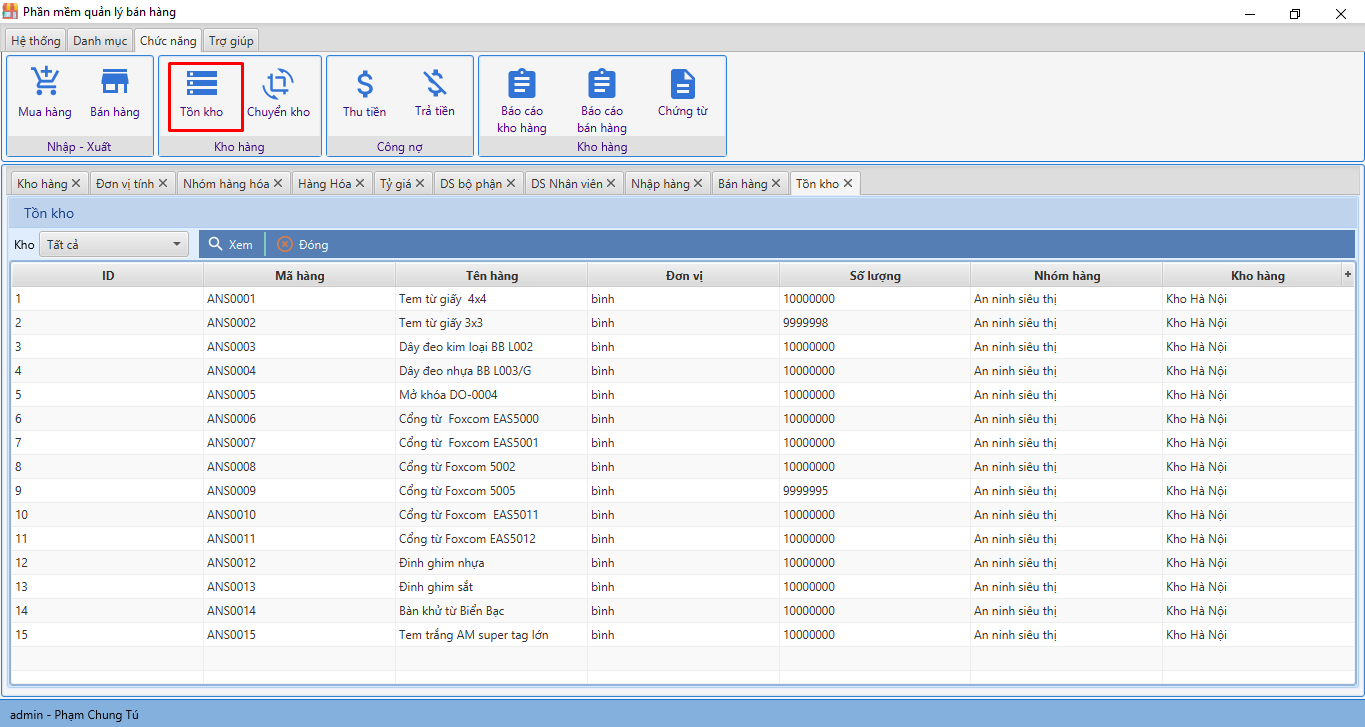 Phần mềm quản lý bán hàng
Hệ thống Danh mục Chức năng Trợ giúp
Mua hàng Bán hàng Tồn kho Chuyển kho Thu tiền Trả tiền Báo cáo kho hàng Báo cáo bán hàng Chứng từ
Nhập - Xuất Kho hàng Công nợ Kho hàng
Kho hàng Đơn vị tính Nhóm hàng hóa Hàng Hóa Tỷ giá DS bộ phận DS Nhân viên Nhập hàng Bán hàng Tồn kho
Tồn kho
Kho Tất cả Xem Đóng
ID Mã hàng Tên hàng Đơn vị Số lượng Nhóm hàng Kho hàng +
1 ANS0001 Tem từ giấy  4x4 bình 10000000 An ninh siêu thị Kho Hà Nội
2 ANS0002 Tem từ giấy 3x3 bình 9999998 An ninh siêu thị Kho Hà Nội
3 ANS0003 Dây đeo kim loại BB L002 bình 10000000 An ninh siêu thị Kho Hà Nội
4 ANS0004 Dây đeo nhựa BB L003/G bình 10000000 An ninh siêu thị Kho Hà Nội
5 ANS0005 Mở khóa DO-0004 bình 10000000 An ninh siêu thị Kho Hà Nội
6 ANS0006 Cổng từ  Foxcom EAS5000 bình 10000000 An ninh siêu thị Kho Hà Nội
7 ANS0007 Cổng từ  Foxcom EAS5001 bình 10000000 An ninh siêu thị Kho Hà Nội
8 ANS0008 Cổng từ Foxcom 5002 bình 10000000 An ninh siêu thị Kho Hà Nội
9 ANS0009 Cổng từ Foxcom 5005 bình 9999995 An ninh siêu thị Kho Hà Nội
10 ANS0010 Cổng từ Foxcom  EAS5011 bình 10000000 An ninh siêu thị Kho Hà Nội
11 ANS0011 Cổng từ Foxcom EAS5012 bình 10000000 An ninh siêu thị Kho Hà Nội
12 ANS0012 Đinh ghim nhựa bình 10000000 An ninh siêu thị Kho Hà Nội
13 ANS0013 Đinh ghim sắt bình 10000000 An ninh siêu thị Kho Hà Nội
14 ANS0014 Bàn khử từ Biển Bạc bình 10000000 An ninh siêu thị Kho Hà Nội
15 ANS0015 Tem trắng AM super tag lớn bình 10000000 An ninh siêu thị Kho Hà Nội
admin - Phạm Chung Tú